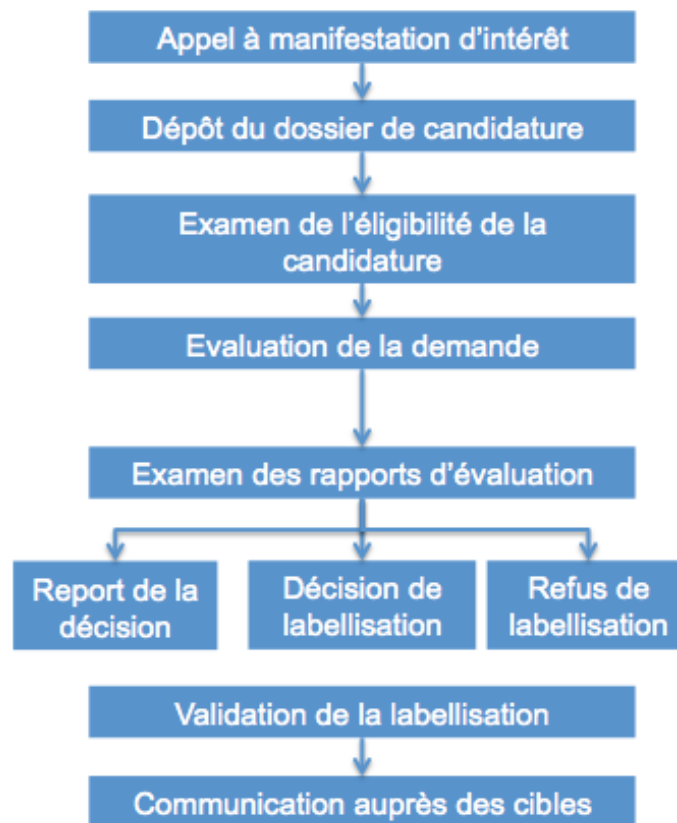 Appel à manifestation d'intérêt
Dépôt du dossier de candidature
Examen de l'éligibilité de la
candidature
Evaluation de la demande
Examen des rapports d'évaluation
Report de la
décision
Décision de
labellisation
Refus de
labellisation
Validation de la labellisation
Communication auprès des cibles